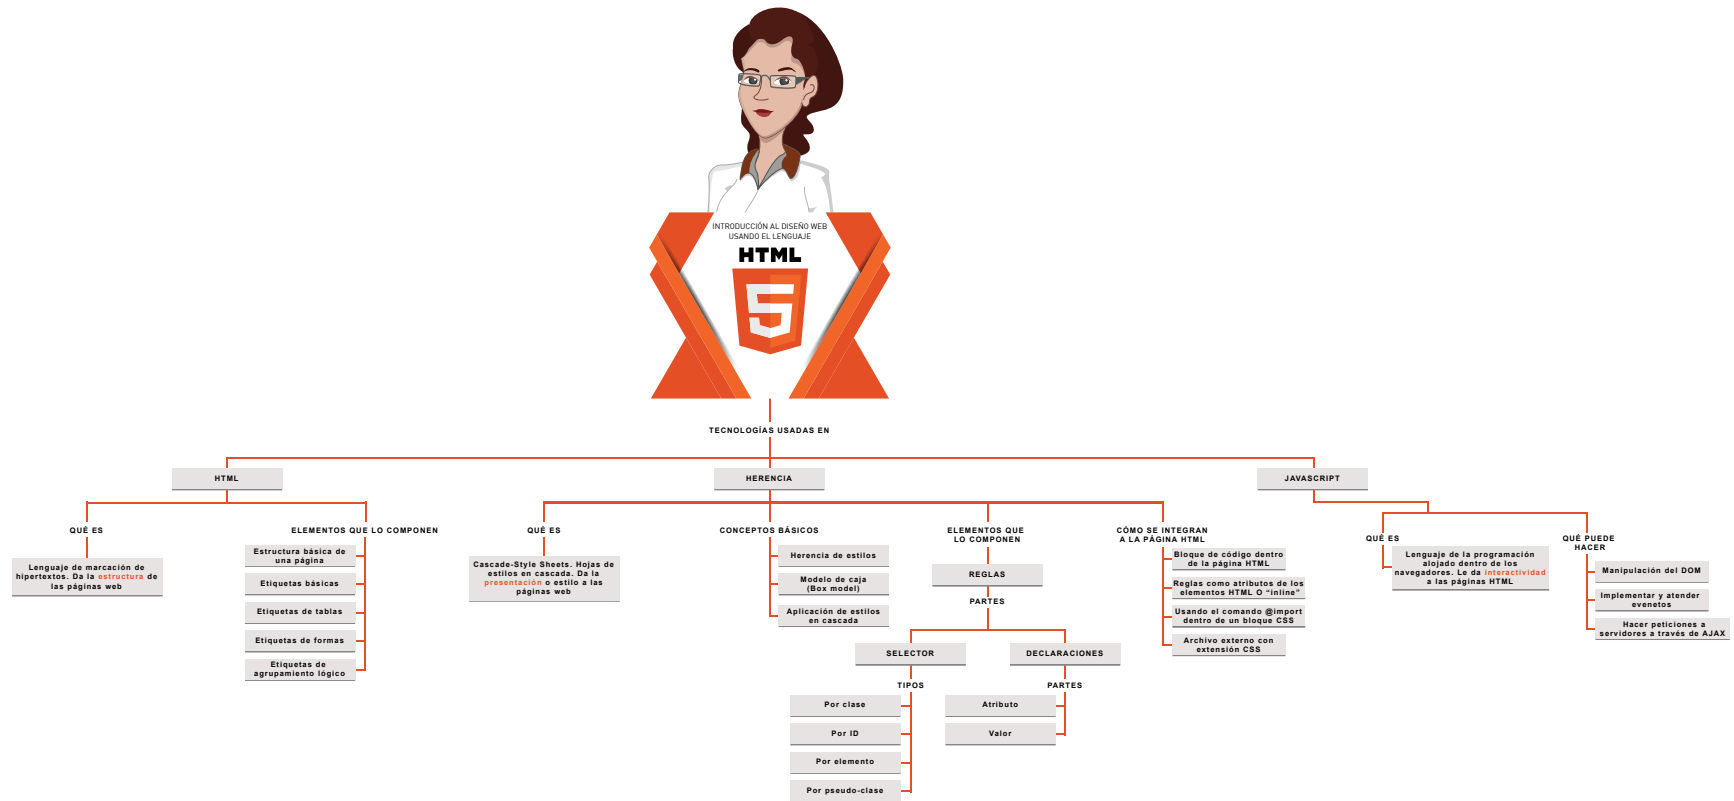 INTRODUCCIÓN AL DISEÑO WEB
USANDO EL LENGUAJE
HTML
5
TECNOLOGÍAS USADAS EN
HTML
QUÉ ES
Lenguaje de marcación de
hipertextos. Da la estructura de
las páginas web
ELEMENTOS QUE LO COMPONEN
Estructura básica de
una página
Etiquetas básicas
Etiquetas de tablas
Etiquetas de formas
Etiquetas de
agrupamiento lógico
HERENCIA
QUÉ ES
Cascade-Style Sheets. Hojas de
estilos en cascada. Da la
presentación o estilo a las
páginas web
CONCEPTOS BÁSICOS
Herencia de estilos
Modelo de caja
(Box model)
Aplicación de estilos
en cascada
ELEMENTOS QUE
LO COMPONEN
REGLAS
PARTES
SELECTOR
TIPOS
Por clase
Por ID
Por elemento
Por pseudo-clase
DECLARACIONES
PARTES
Atributo
Valor
CÓMO SE INTEGRAN
A LA PÁGINA HTML
Bloque de código dentro
de la página HTML
Reglas como atributos de los
elementos HTML O “inline”
Usando el comando @import
dentro de un bloque CSS
Archivo externo con
extensión CSS
JAVASCRIPT
QUÉ ES
Lenguaje de la programación
alojado dentro de los
navegadores. Le da interactividad
a las páginas HTML
QUÉ PUEDE
HACER
Manipulación del DOM
Implementar y atender
evenetos
Hacer peticiones a
servidores a través de AJAX